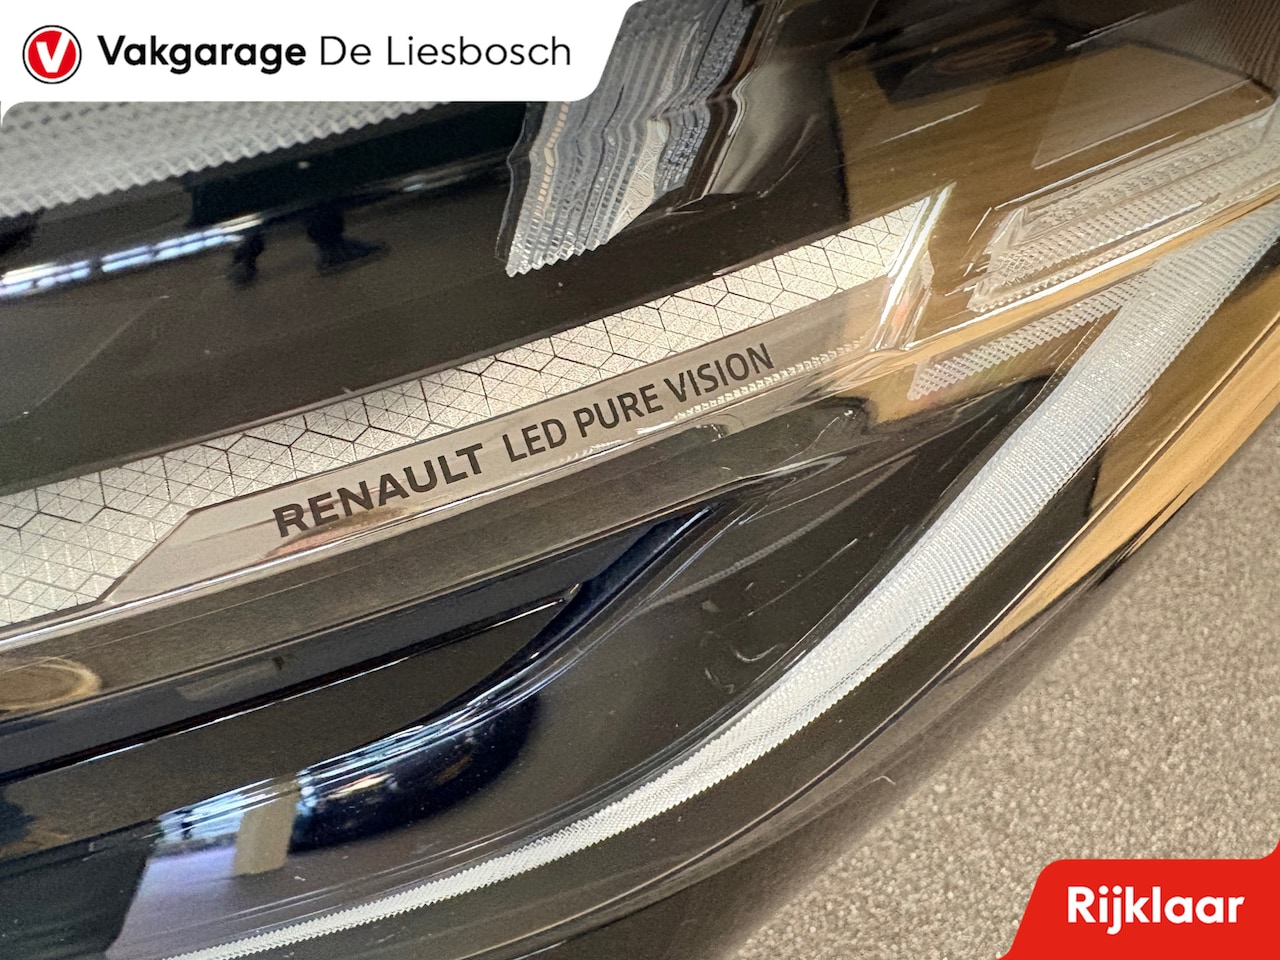 Vakgarage De Liesbosch
RENAULT LED PURE VISION
Rijklaar